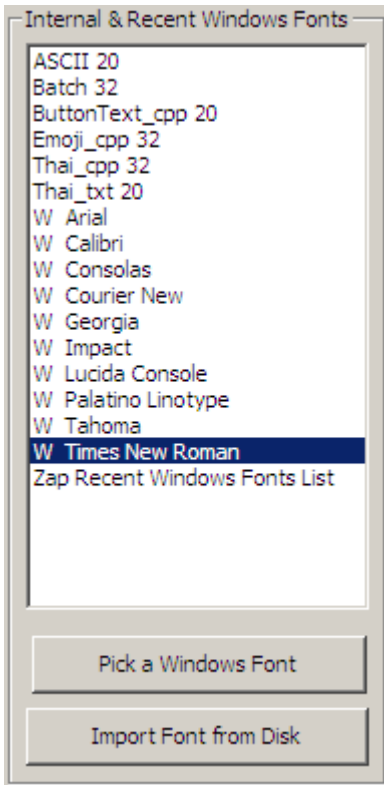 Internal & Recent Windows Fonts
ASCII 20
Batch 32
ButtonText_cpp 20
Emoji_cpp 32
Thai_cpp 32
Thai_txt 20
W Arial
W Calibri
W Consolas
W Courier New
W Georgia
W Impact
W Lucida Console
W Palatino Linotype
W Tahoma
W Times New Roman
Zap Recent Windows Fonts List
Pick a Windows Font
Import Font from Disk